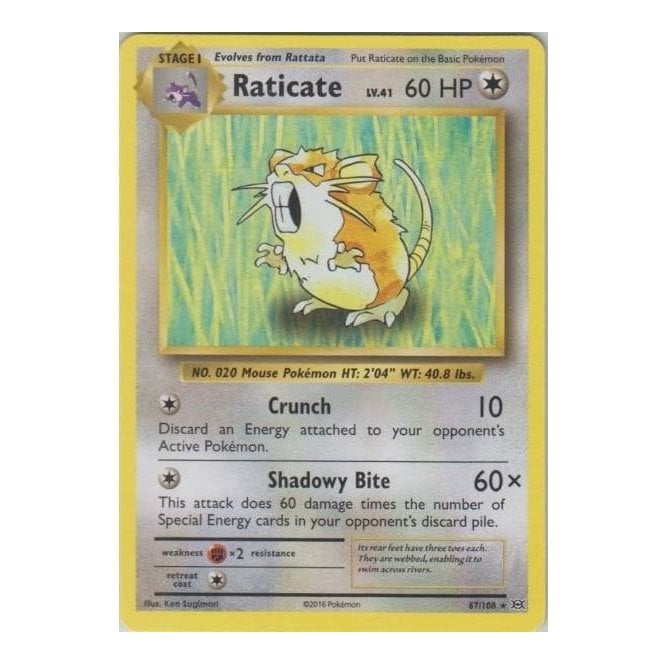 STAGE 1 Evolves from Rattata Put Raticate on the Basic Pokémon
Raticate LV.41 60 HP
NO. 020 Mouse Pokémon HT: 2'04" WT: 40.8 lbs.
Crunch 10
Discard an Energy attached to your opponent's
Active Pokémon.
Shadowy Bite 60×
This attack does 60 damage times the number of
Special Energy cards in your opponent's discard pile.
weakness ×2 resistance
retreat
cost
Its rear feet have three toes each.
They are webbed, enabling it to
swim across rivers.
Illus. Ken Sugimori ©2016 Pokémon 67/108 ★